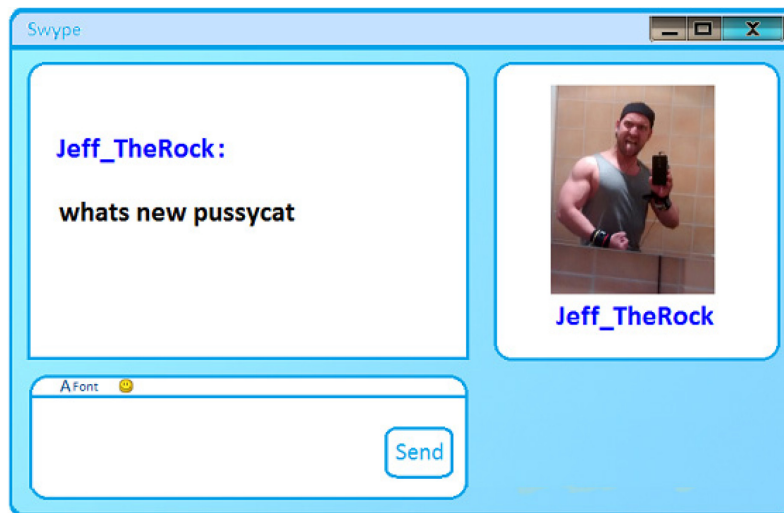 Swype
Jeff_TheRock:
whats new pussycat
Jeff_TheRock
A Font
Send